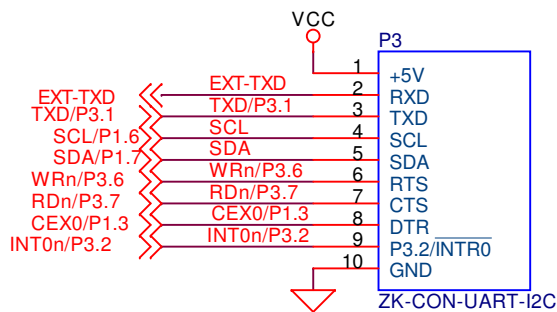 VCC
P3
1 +5V
EXT-TXD EXT-TXD 2 RXD
TXD/P3.1 TXD/P3.1 3 TXD
SCL/P1.6 SCL 4 SCL
SDA/P1.7 SDA 5 SDA
WRn/P3.6 WRn/P3.6 6 RTS
RDn/P3.7 RDn/P3.7 7 CTS
CEX0/P1.3 CEX0/P1.3 8 DTR
INT0n/P3.2 INT0n/P3.2 9 P3.2/INTR0
10 GND
ZK-CON-UART-I2C